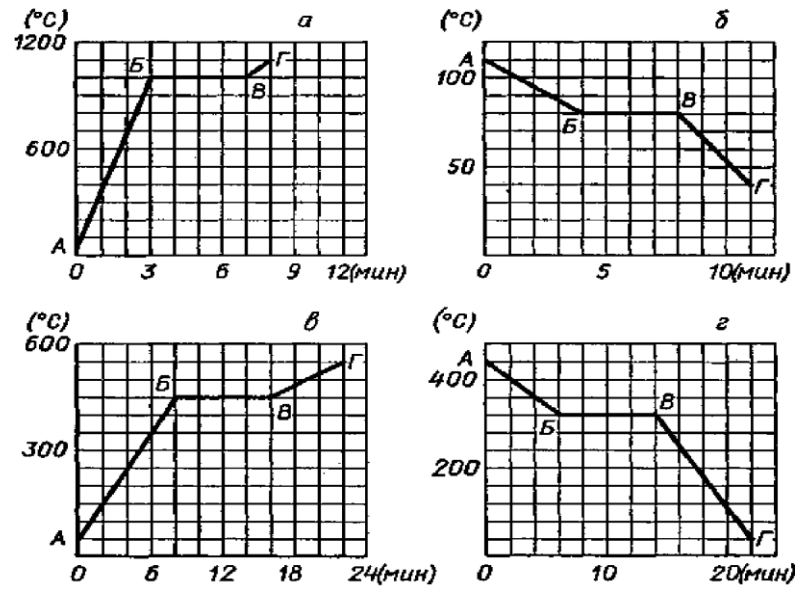 (°С) а
1200
600
А Б В Г
0 3 6 9 12(мин)
(°С) б
100
50
А Б В Г
0 5 10(мин)
(°С) в
600
300
А Б В Г
0 6 12 18 24(мин)
(°С) г
400
200
А Б В Г
0 10 20(мин)